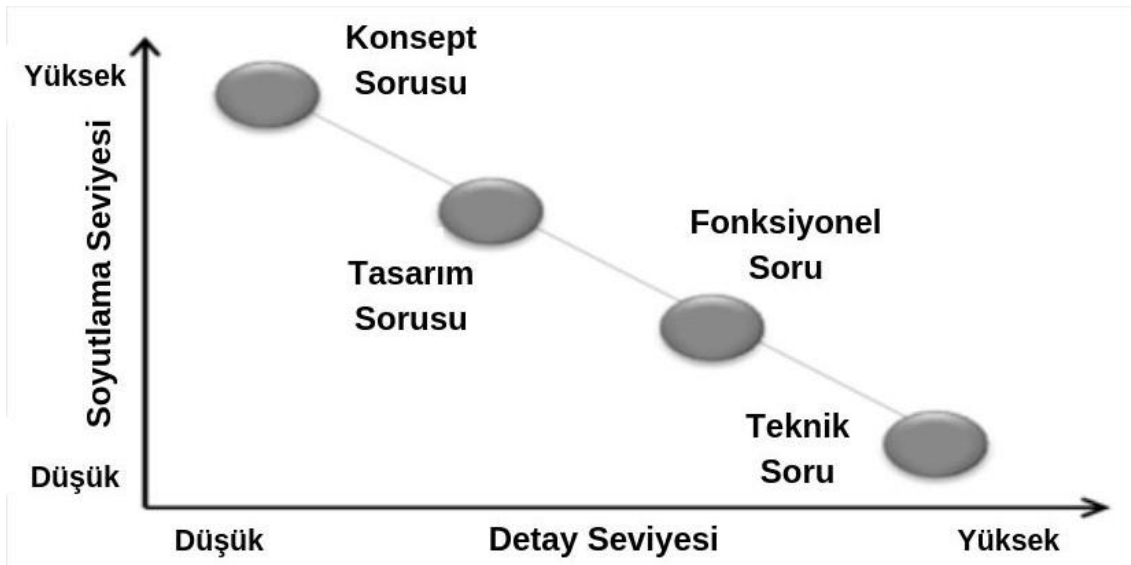 Konsept
Sorusu
Yüksek
Soyutlama Seviyesi
Tasarım
Sorusu
Fonksiyonel
Soru
Teknik
Soru
Düşük
Düşük
Detay Seviyesi
Yüksek